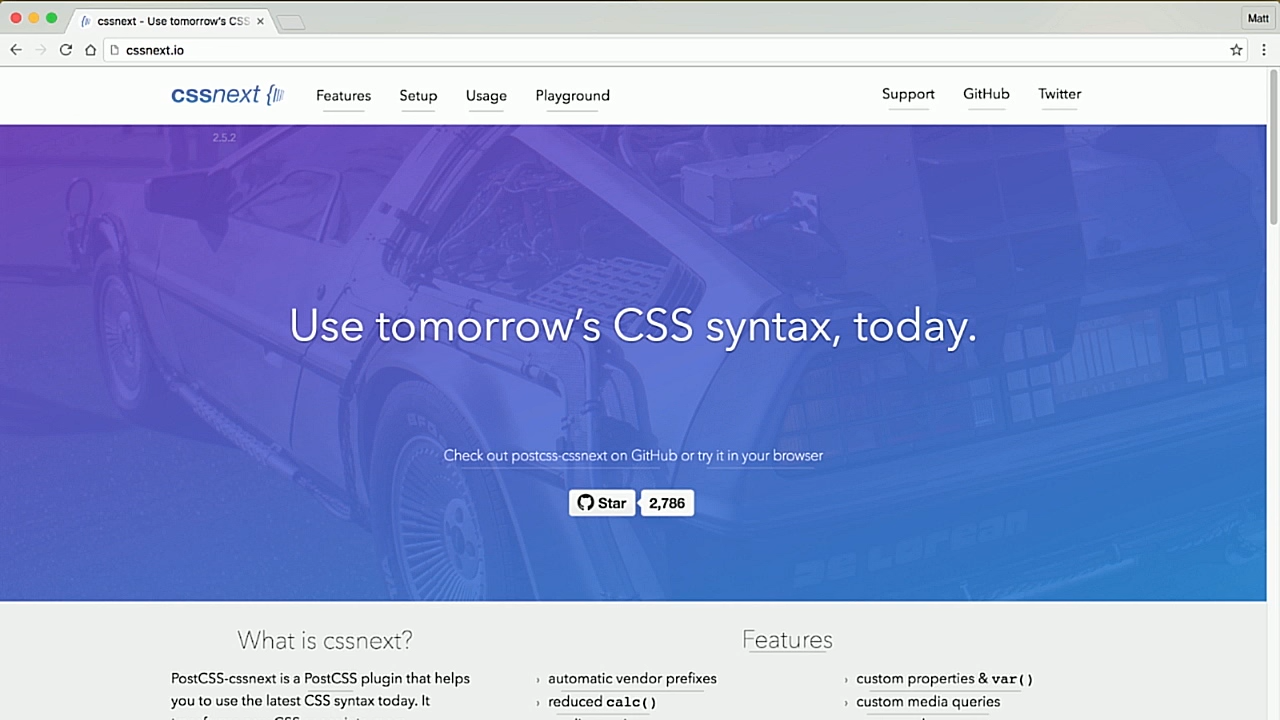 cssnext - Use tomorrow's CSS
Matt
cssnext.io
cssnext
Features
Setup
Usage
Playground
Support
GitHub
Twitter
2.5.2
Use tomorrow's CSS syntax, today.
Check out postcss-cssnext on GitHub or try it in your browser
Star
2,786
What is cssnext?
PostCSS-cssnext is a PostCSS plugin that helps
you to use the latest CSS syntax today. It
Features
automatic vendor prefixes
reduced calc()
custom properties & var()
custom media queries